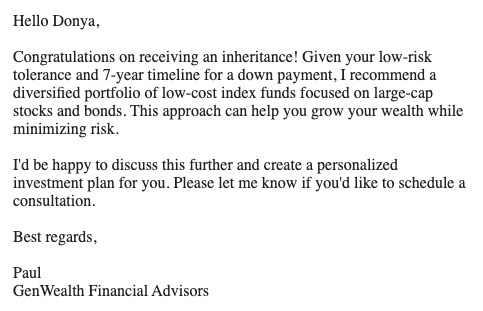 Hello Donya,
Congratulations on receiving an inheritance! Given your low-risk
tolerance and 7-year timeline for a down payment, I recommend a
diversified portfolio of low-cost index funds focused on large-cap
stocks and bonds. This approach can help you grow your wealth while
minimizing risk.
I'd be happy to discuss this further and create a personalized
investment plan for you. Please let me know if you'd like to schedule a
consultation.
Best regards,
Paul
GenWealth Financial Advisors